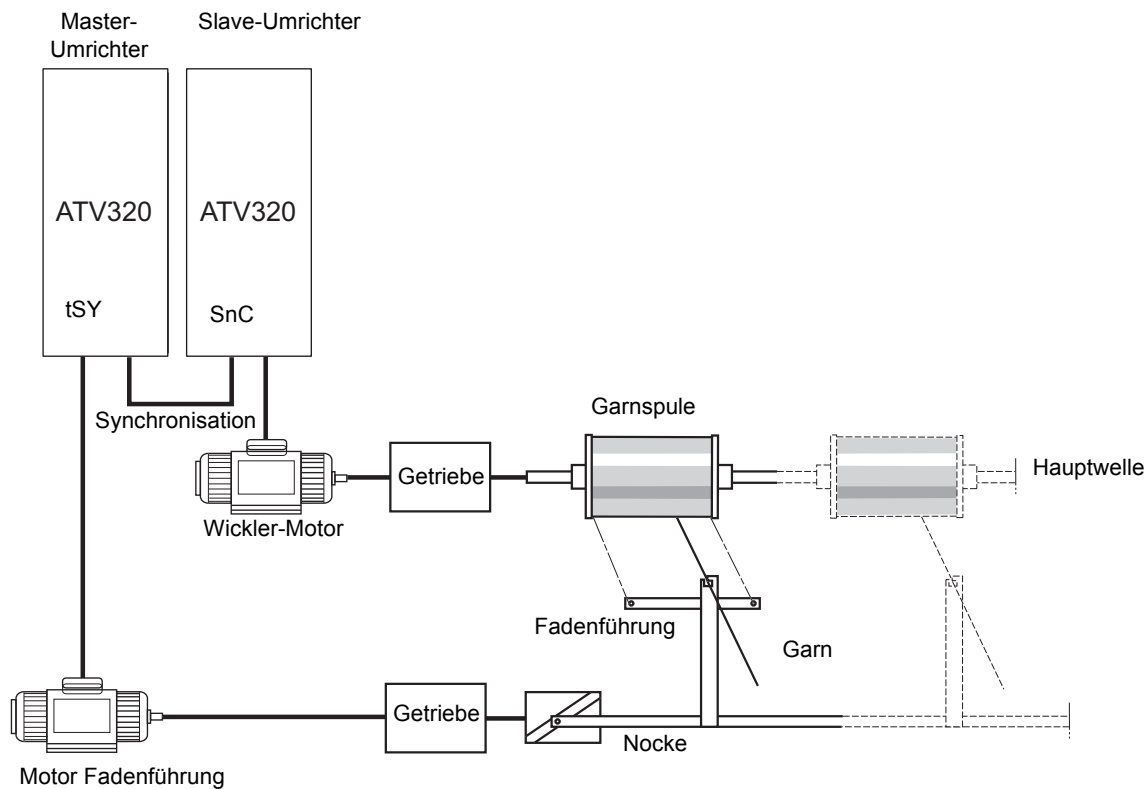 Master-
Umrichter
Slave-Umrichter
ATV320
ATV320
tSY
SnC
Synchronisation
Garnspule
Getriebe
Hauptwelle
Wickler-Motor
Fadenführung
Garn
Getriebe
Nocke
Motor Fadenführung